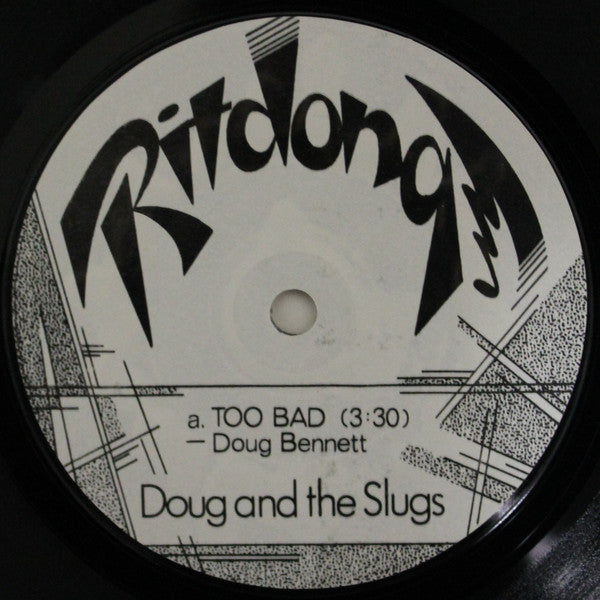 Ritdong
a. TOO BAD (3:30)
— Doug Bennett
Doug and the Slugs